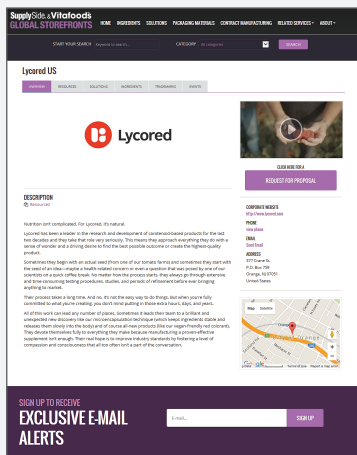 SupplySide & Vitafoods
GLOBAL STOREFRONTS
HOME INGREDIENTS SOLUTIONS PACKAGING MATERIALS CONTRACT MANUFACTURING RELATED SERVICES ABOUT
START YOUR SEARCH Keyword to search... CATEGORY All categories SEARCH
Lycored US
OVERVIEW RESOURCES SOLUTIONS INGREDIENTS TRADEMARKS EVENTS
Lycored
CLICK HERE FOR A
REQUEST FOR PROPOSAL
DESCRIPTION
Resources
Nutrition isn't complicated. For Lycored, it's natural.
Lycored has been a leader in the research and development of carotenoid-based products for the last
two decades and they take that role very seriously. This means they approach everything they do with a
sense of wonder and a driving desire to find the best possible outcome or create the highest-quality
product.
Sometimes they begin with an actual seed (from one of our tomato farms) and sometimes they start with
the seed of an idea—maybe a health-related concern or even a question that was posed by one of our
scientists on a quick coffee break. No matter how the process starts, they always go through extensive
and time consuming testing procedures, studies, and periods of refinement before ever bringing
anything to market.
Their process takes a long time. And no, it's not the easy way to do things. But when you're fully
committed to what you're creating, you don't mind putting in those extra hours, days, and years.
All of this work can lead any number of places. Sometimes it leads their team to a brilliant and
unexpected new discovery like our microencapsulation technique (which keeps ingredients stable and
releases them slowly into the body) and of course all-new products (like our vegan-friendly red colorant).
They devote themselves fully to everything they make because manufacturing a proven-effective
supplement isn't enough. Their real hope is to improve industry standards by fostering a level of
compassion and consciousness that all too often isn't a part of the conversation.
CORPORATE WEBSITE
http://www.lycored.com
PHONE
view phone
EMAIL
Send Email
ADDRESS
377 Crane St.
P.O. Box 759
Orange, NJ 07051
United States
Map Satellite
Google
Terms of Use Report a map error
SIGN UP TO RECEIVE
EXCLUSIVE E-MAIL
ALERTS
E-mail...
SIGN UP